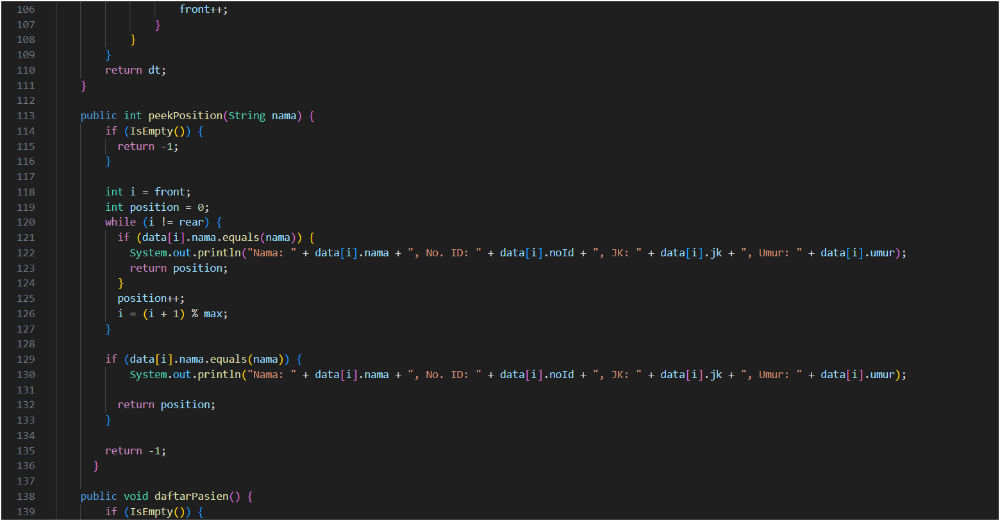 106 front++;
107 }
108 }
109 }
110 return dt;
111 }
112
113 public int peekPosition(String nama) {
114 if (IsEmpty()) {
115 return -1;
116 }
117
118 int i = front;
119 int position = 0;
120 while (i != rear) {
121 if (data[i].nama.equals(nama)) {
122 System.out.println("Nama: " + data[i].nama + ", No. ID: " + data[i].noId + ", JK: " + data[i].jk + ", Umur: " + data[i].umur);
123 return position;
124 }
125 position++;
126 i = (i + 1) % max;
127 }
128
129 if (data[i].nama.equals(nama)) {
130 System.out.println("Nama: " + data[i].nama + ", No. ID: " + data[i].noId + ", JK: " + data[i].jk + ", Umur: " + data[i].umur);
131
132 return position;
133 }
134
135 return -1;
136 }
137
138 public void daftarPasien() {
139 if (IsEmpty()) {